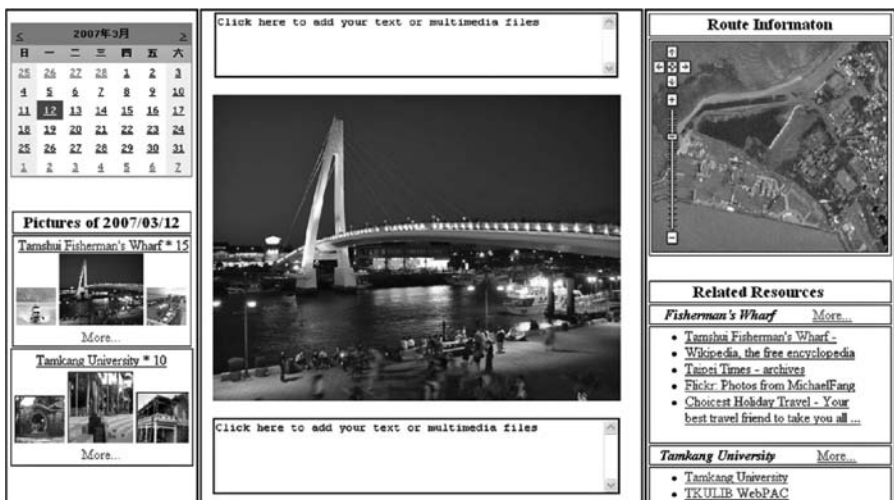 < 2007年3月 >
日 一 二 三 四 五 六
25 26 27 28 1 2 3
4 5 6 7 8 9 10
11 12 13 14 15 16 17
18 19 20 21 22 23 24
25 26 27 28 29 30 31
1 2 3 4 5 6 7
Pictures of 2007/03/12
Tamshui Fisherman's Wharf * 15
More...
Tamkang University * 10
More...
Click here to add your text or multimedia files
Click here to add your text or multimedia files
Route Informaton
Related Resources
Fisherman's Wharf More...
• Tamshui Fisherman's Wharf -
• Wikipedia, the free encyclopedia
• Taipei Times - archives
• Flickr: Photos from MichaelFang
• Choicest Holiday Travel - Your
best travel friend to take you all ...
Tamkang University More...
• Tamkang University
• TKULIB WebPAC